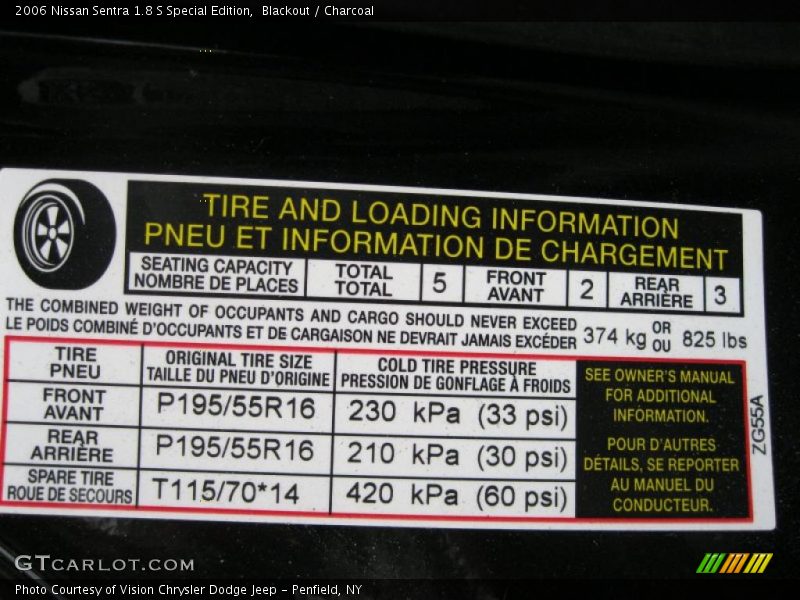 2006 Nissan Sentra 1.8 S Special Edition,  Blackout / Charcoal
TIRE AND LOADING INFORMATION
PNEU ET INFORMATION DE CHARGEMENT
SEATING CAPACITY
NOMBRE DE PLACES
TOTAL
TOTAL
5
FRONT
AVANT
2
REAR
ARRIÈRE
3
THE COMBINED WEIGHT OF OCCUPANTS AND CARGO SHOULD NEVER EXCEED
LE POIDS COMBINÉ D'OCCUPANTS ET DE CARGAISON NE DEVRAIT JAMAIS EXCÉDER
374 kg OR OU 825 lbs
TIRE
PNEU
ORIGINAL TIRE SIZE
TAILLE DU PNEU D'ORIGINE
COLD TIRE PRESSURE
PRESSION DE GONFLAGE À FROIDS
FRONT
AVANT
P195/55R16
230 kPa (33 psi)
REAR
ARRIÈRE
P195/55R16
210 kPa (30 psi)
SPARE TIRE
ROUE DE SECOURS
T115/70*14
420 kPa (60 psi)
SEE OWNER'S MANUAL
FOR ADDITIONAL
INFORMATION.
POUR D'AUTRES
DÉTAILS, SE REPORTER
AU MANUEL DU
CONDUCTEUR.
ZG55A
GTCARLOT.COM
Photo Courtesy of Vision Chrysler Dodge Jeep - Penfield, NY